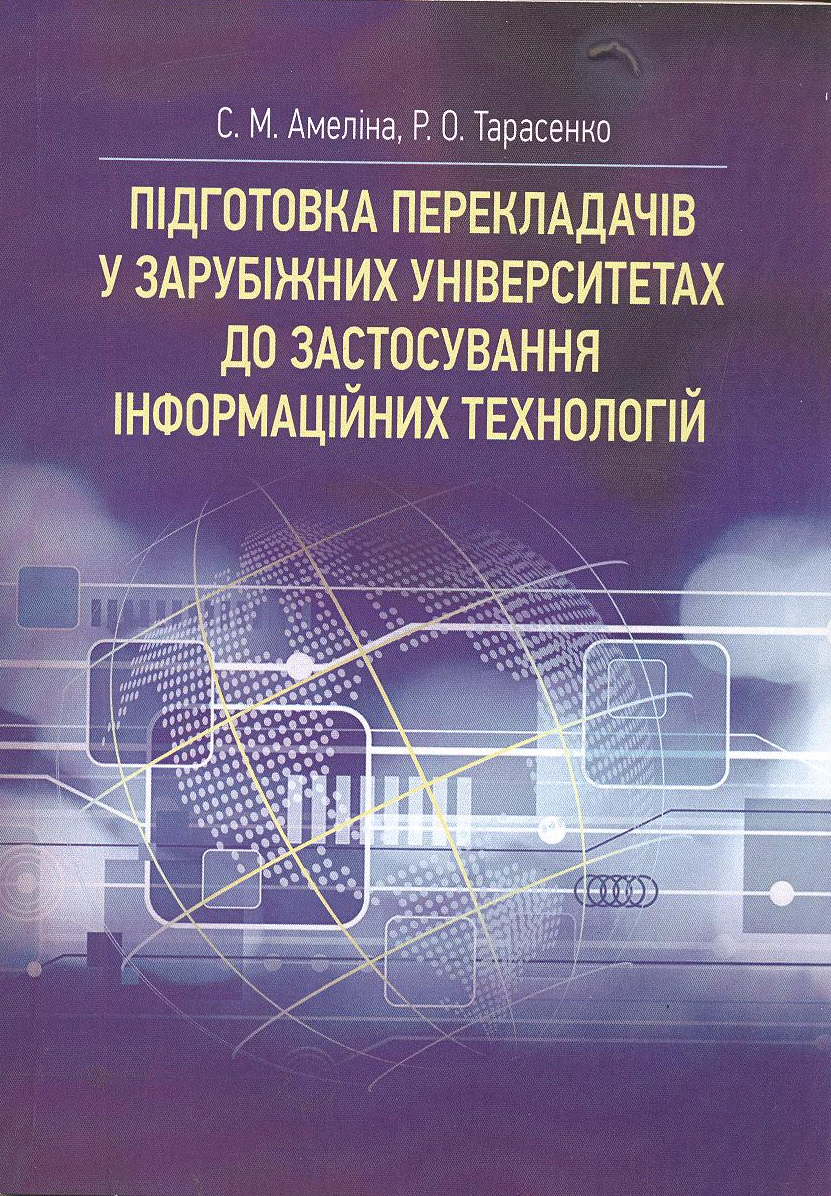 С. М. Амеліна, Р. О. Тарасенко
ПІДГОТОВКА ПЕРЕКЛАДАЧІВ
У ЗАРУБІЖНИХ УНІВЕРСИТЕТАХ
ДО ЗАСТОСУВАННЯ
ІНФОРМАЦІЙНИХ ТЕХНОЛОГІЙ